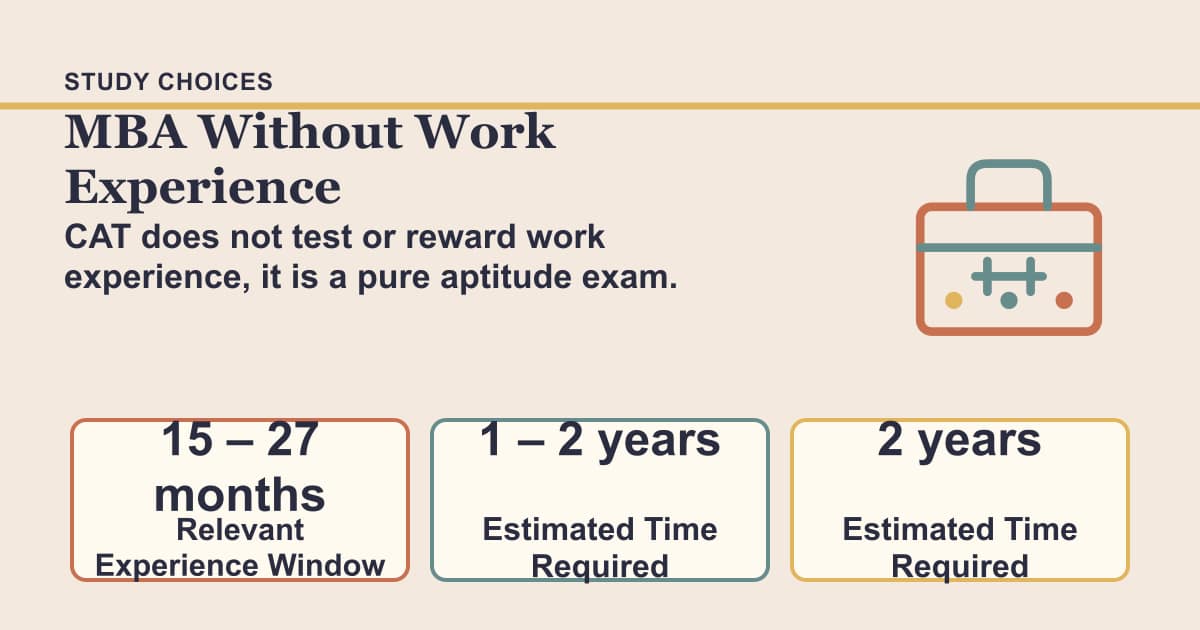 STUDY CHOICES
MBA Without Work
Experience
CAT does not test or reward work
experience, it is a pure aptitude exam.
15 – 27
months
Relevant
Experience Window
1 – 2 years
Estimated Time
Required
2 years
Estimated Time
Required